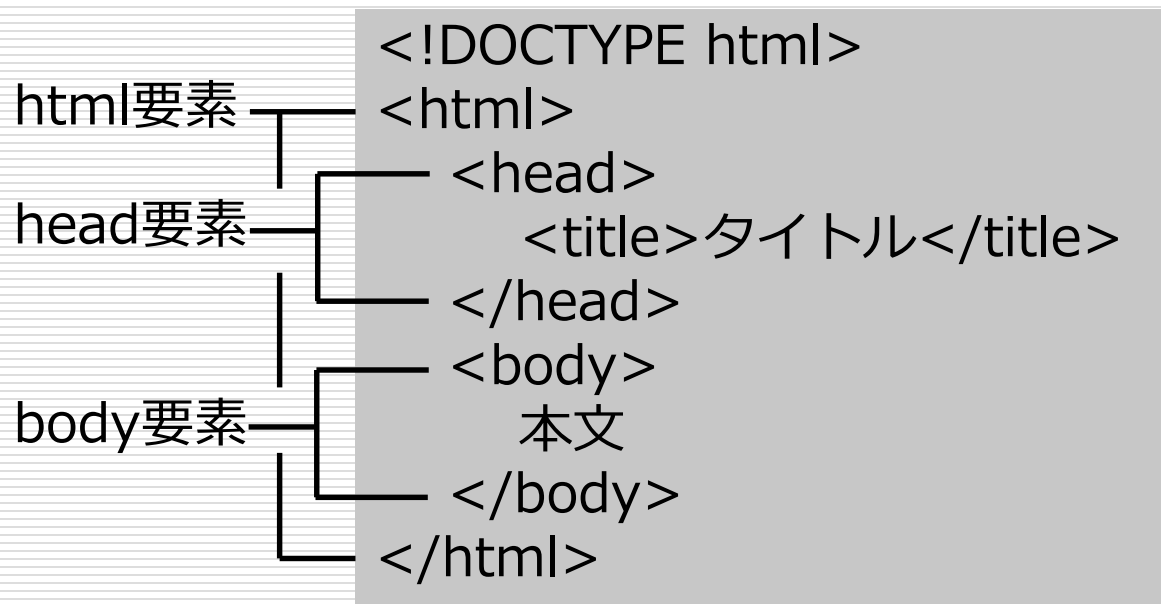 <!DOCTYPE html>
html要素 <html>
<head>
head要素 <title>タイトル</title>
</head>
<body>
body要素 本文
</body>
</html>